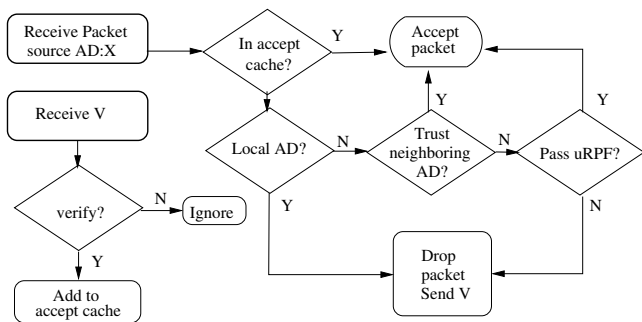 Receive Packet
source AD:X
In accept
cache?
Y
Accept
packet
Receive V
Local AD?
N
Y
Trust
neighboring
AD?
N
Y
Pass uRPF?
Y
N
verify?
N
Ignore
Y
Drop
packet
Send V
Add to
accept cache